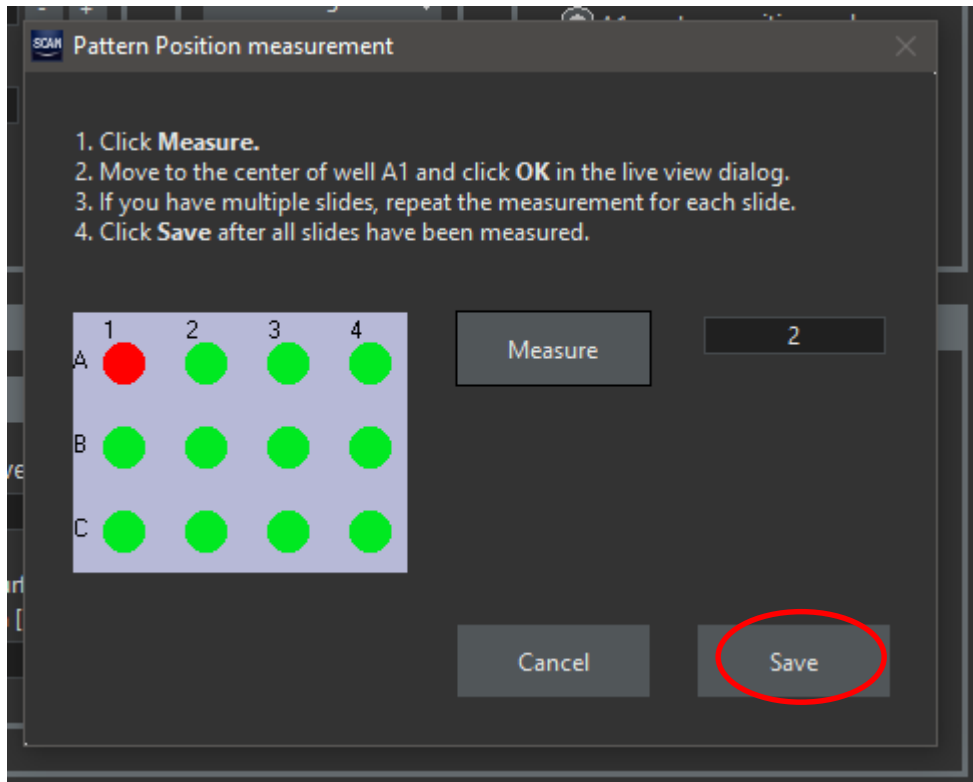 - +
SCAN Pattern Position measurement
1. Click Measure.
2. Move to the center of well A1 and click OK in the live view dialog.
3. If you have multiple slides, repeat the measurement for each slide.
4. Click Save after all slides have been measured.
1 2 3 4
A
B
C
Measure
2
Cancel
Save